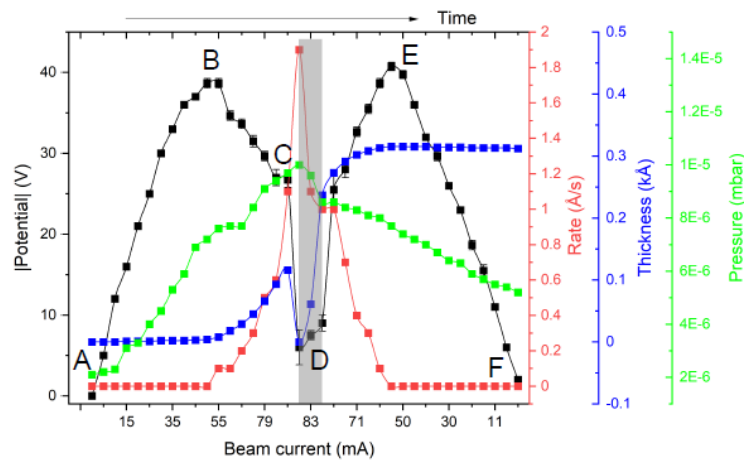 Time
|Potential| (V)
40
30
20
10
0
A
B
C
D
E
F
15
35
55
79
83
71
50
30
11
Beam current (mA)
2
1.8
1.6
1.4
1.2
1
0.8
0.6
0.4
0.2
0
Rate (Å/s)
0.5
0.4
0.3
0.2
0.1
0
-0.1
Thickness (kÅ)
1.4E-5
1.2E-5
1E-5
8E-6
6E-6
4E-6
2E-6
Pressure (mbar)